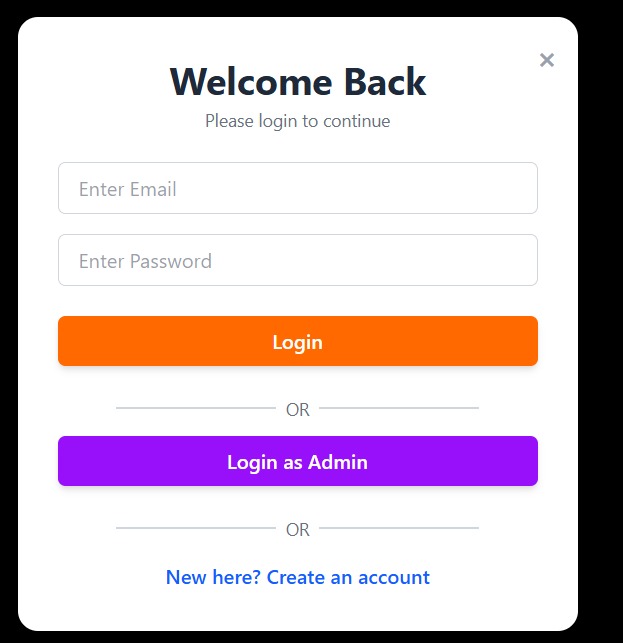 ×
Welcome Back
Please login to continue
Enter Email
Enter Password
Login
OR
Login as Admin
OR
New here? Create an account